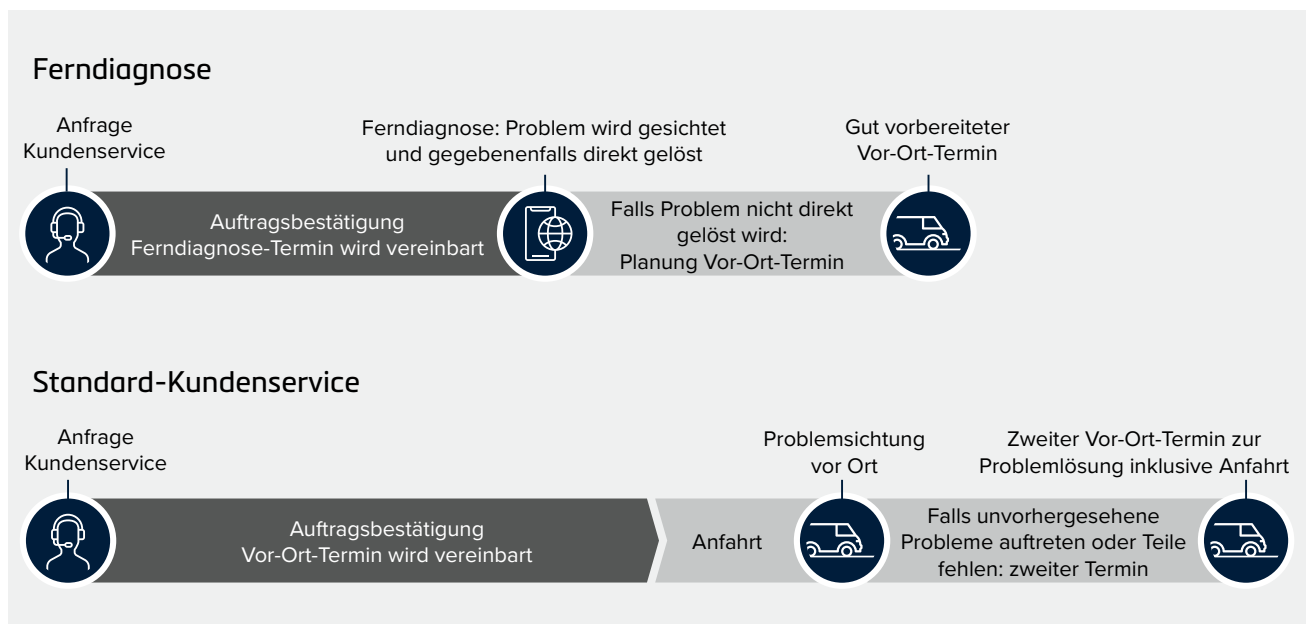 Ferndiagnose
Anfrage
Kundenservice
Ferndiagnose: Problem wird gesichtet
und gegebenenfalls direkt gelöst
Gut vorbereiteter
Vor-Ort-Termin
Auftragsbestätigung
Ferndiagnose-Termin wird vereinbart
Falls Problem nicht direkt
gelöst wird:
Planung Vor-Ort-Termin
Standard-Kundenservice
Anfrage
Kundenservice
Problemsichtung
vor Ort
Zweiter Vor-Ort-Termin zur
Problemlösung inklusive Anfahrt
Auftragsbestätigung
Vor-Ort-Termin wird vereinbart
Anfahrt
Falls unvorhergesehene
Probleme auftreten oder Teile
fehlen: zweiter Termin